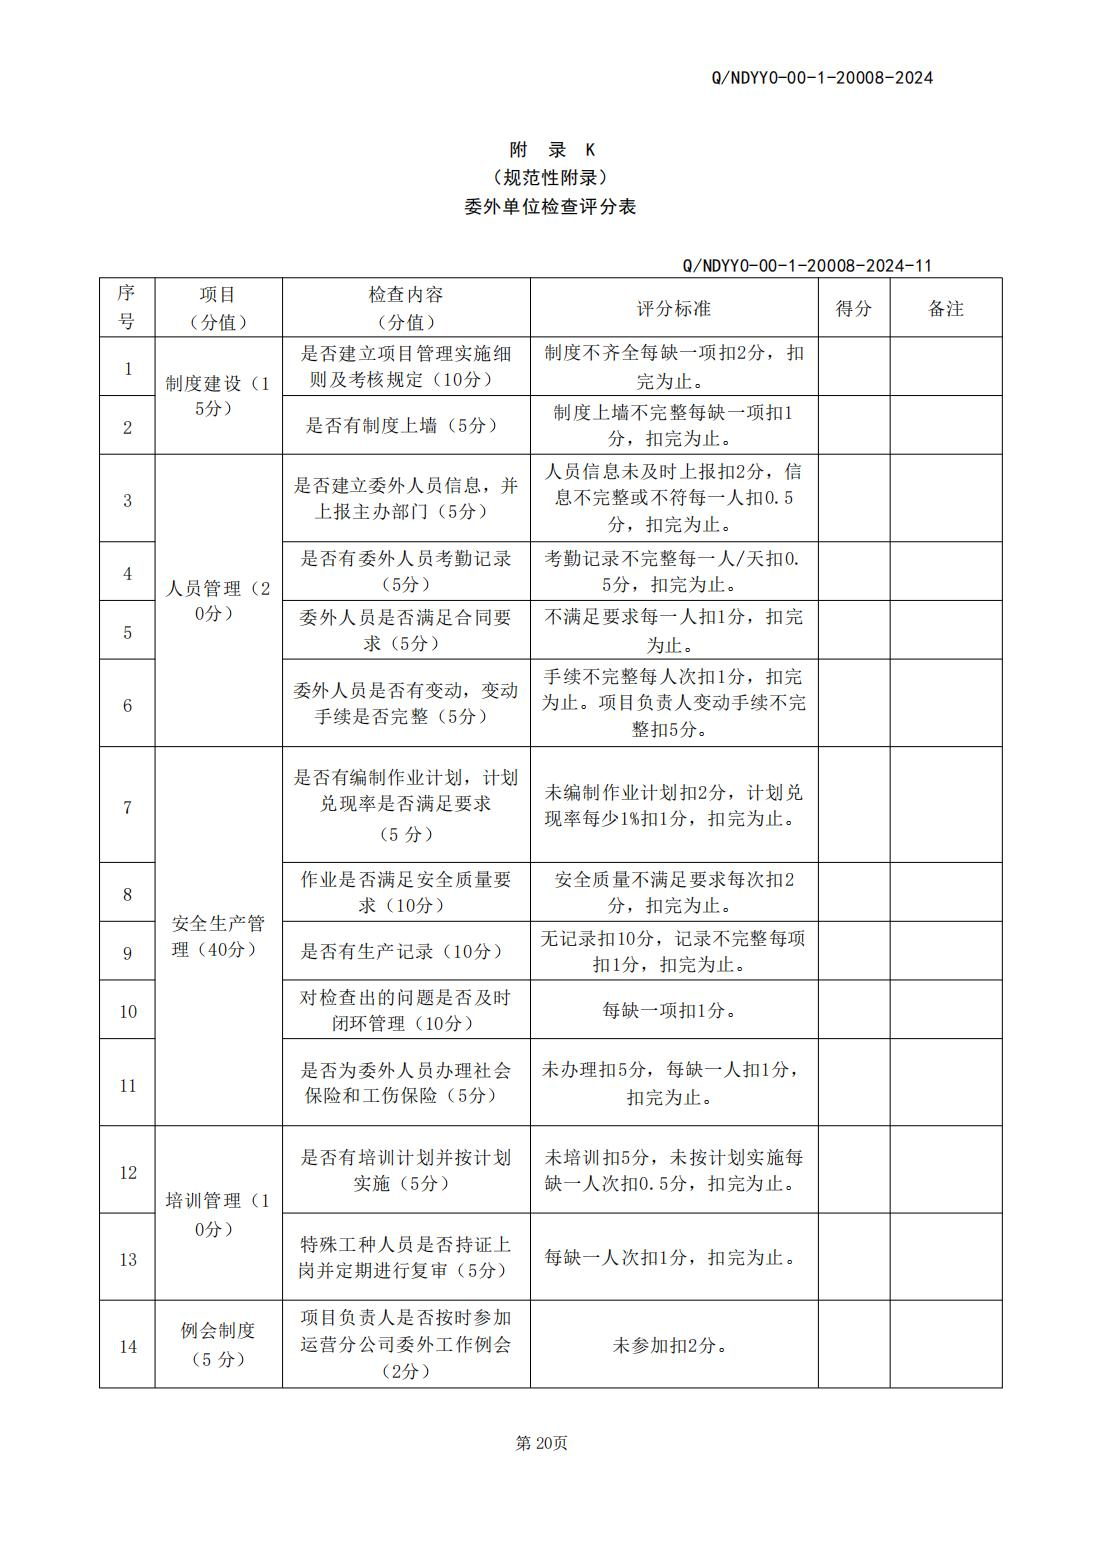 Q/NDYYO-00-1-20008-2024
附 录 K
（规范性附录）
委外单位检查评分表
Q/NDYYO-00-1-20008-2024-11
序
号
项目
（分值）
检查内容
（分值）
评分标准
得分
备注
1
制度建设（1
5分）
是否建立项目管理实施细
则及考核规定（10分）
制度不齐全每缺一项扣2分，扣
完为止。
2
是否有制度上墙（5分）
制度上墙不完整每缺一项扣1
分，扣完为止。
3
人员管理（2
0分）
是否建立委外人员信息，并
上报主办部门（5分）
人员信息未及时上报扣2分，信
息不完整或不符每一人扣0.5
分，扣完为止。
4
是否有委外人员考勤记录
（5分）
考勤记录不完整每一人/天扣0.
5分，扣完为止。
5
委外人员是否满足合同要
求（5分）
不满足要求每一人扣1分，扣完
为止。
6
委外人员是否有变动，变动
手续是否完整（5分）
手续不完整每人次扣1分，扣完
为止。项目负责人变动手续不完
整扣5分。
7
安全生产管
理（40分）
是否有编制作业计划，计划
兑现率是否满足要求
（5 分）
未编制作业计划扣2分，计划兑
现率每少1%扣1分，扣完为止。
8
作业是否满足安全质量要
求（10分）
安全质量不满足要求每次扣2
分，扣完为止。
9
是否有生产记录（10分）
无记录扣10分，记录不完整每项
扣1分，扣完为止。
10
对检查出的问题是否及时
闭环管理（10分）
每缺一项扣1分。
11
是否为委外人员办理社会
保险和工伤保险（5分）
未办理扣5分，每缺一人扣1分，
扣完为止。
12
培训管理（1
0分）
是否有培训计划并按计划
实施（5分）
未培训扣5分，未按计划实施每
缺一人次扣0.5分，扣完为止。
13
特殊工种人员是否持证上
岗并定期进行复审（5分）
每缺一人次扣1分，扣完为止。
14
例会制度
（5 分）
项目负责人是否按时参加
运营分公司委外工作例会
（2分）
未参加扣2分。
第 20页